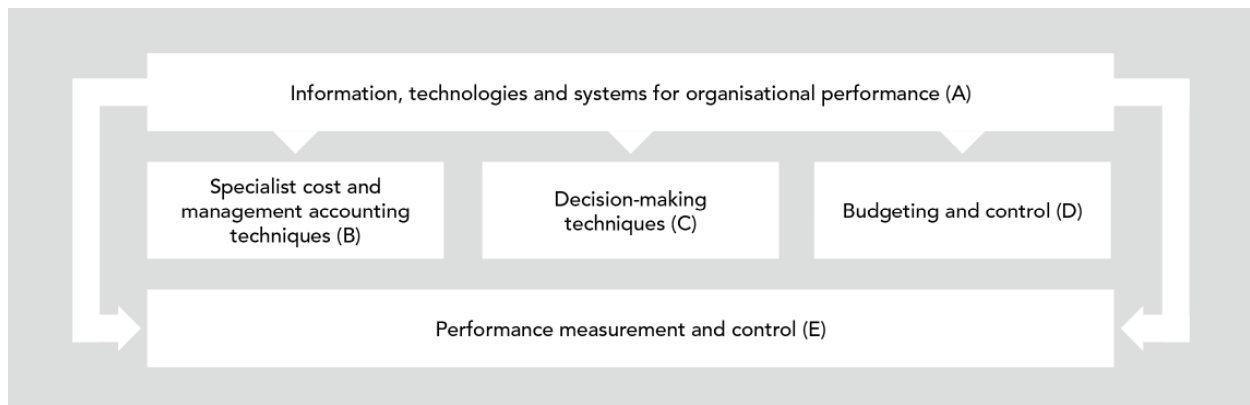 Information, technologies and systems for organisational performance (A)
Specialist cost and
management accounting
techniques (B)
Decision-making
techniques (C)
Budgeting and control (D)
Performance measurement and control (E)